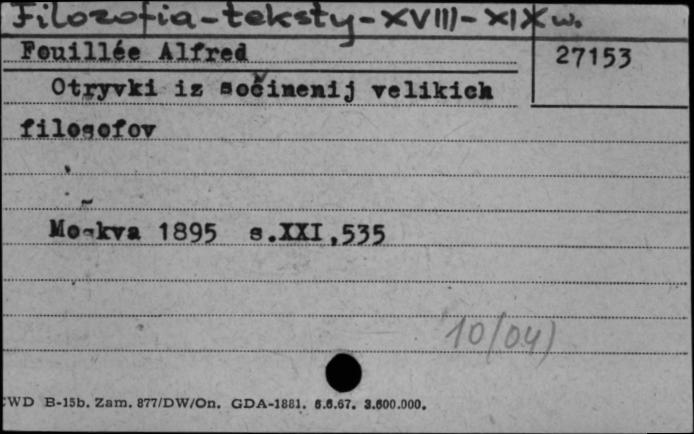 Filozofia-teksty-XVIII-XIX w.
Fouillée Alfred
27153
Otryvki iz sočinenij velikich
filosofov
Moskva 1895 s.XXI,535
10/04)
CWD B-15b. Zam. 877/DW/On. GDA-1881. 6.6.67. 3.600.000.